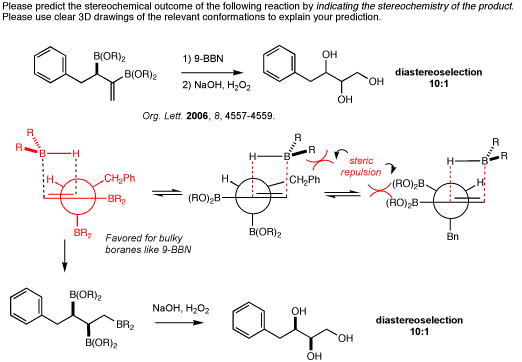 Please predict the stereochemical outcome of the following reaction by indicating the stereochemistry of the product.
Please use clear 3D drawings of the relevant conformations to explain your prediction.
B(OR)2
B(OR)2
1) 9-BBN
2) NaOH, H2O2
OH
OH
OH
diastereoselection
10:1
Org. Lett. 2006, 8, 4557-4559.
R
R
B
H
H
CH2Ph
BR2
BR2
Favored for bulky
boranes like 9-BBN
H
B
R
R
H
CH2Ph
(RO)2B
B(OR)2
steric
repulsion
H
B
R
R
(RO)2B
H
(RO)2B
Bn
B(OR)2
BR2
B(OR)2
NaOH, H2O2
OH
OH
OH
diastereoselection
10:1